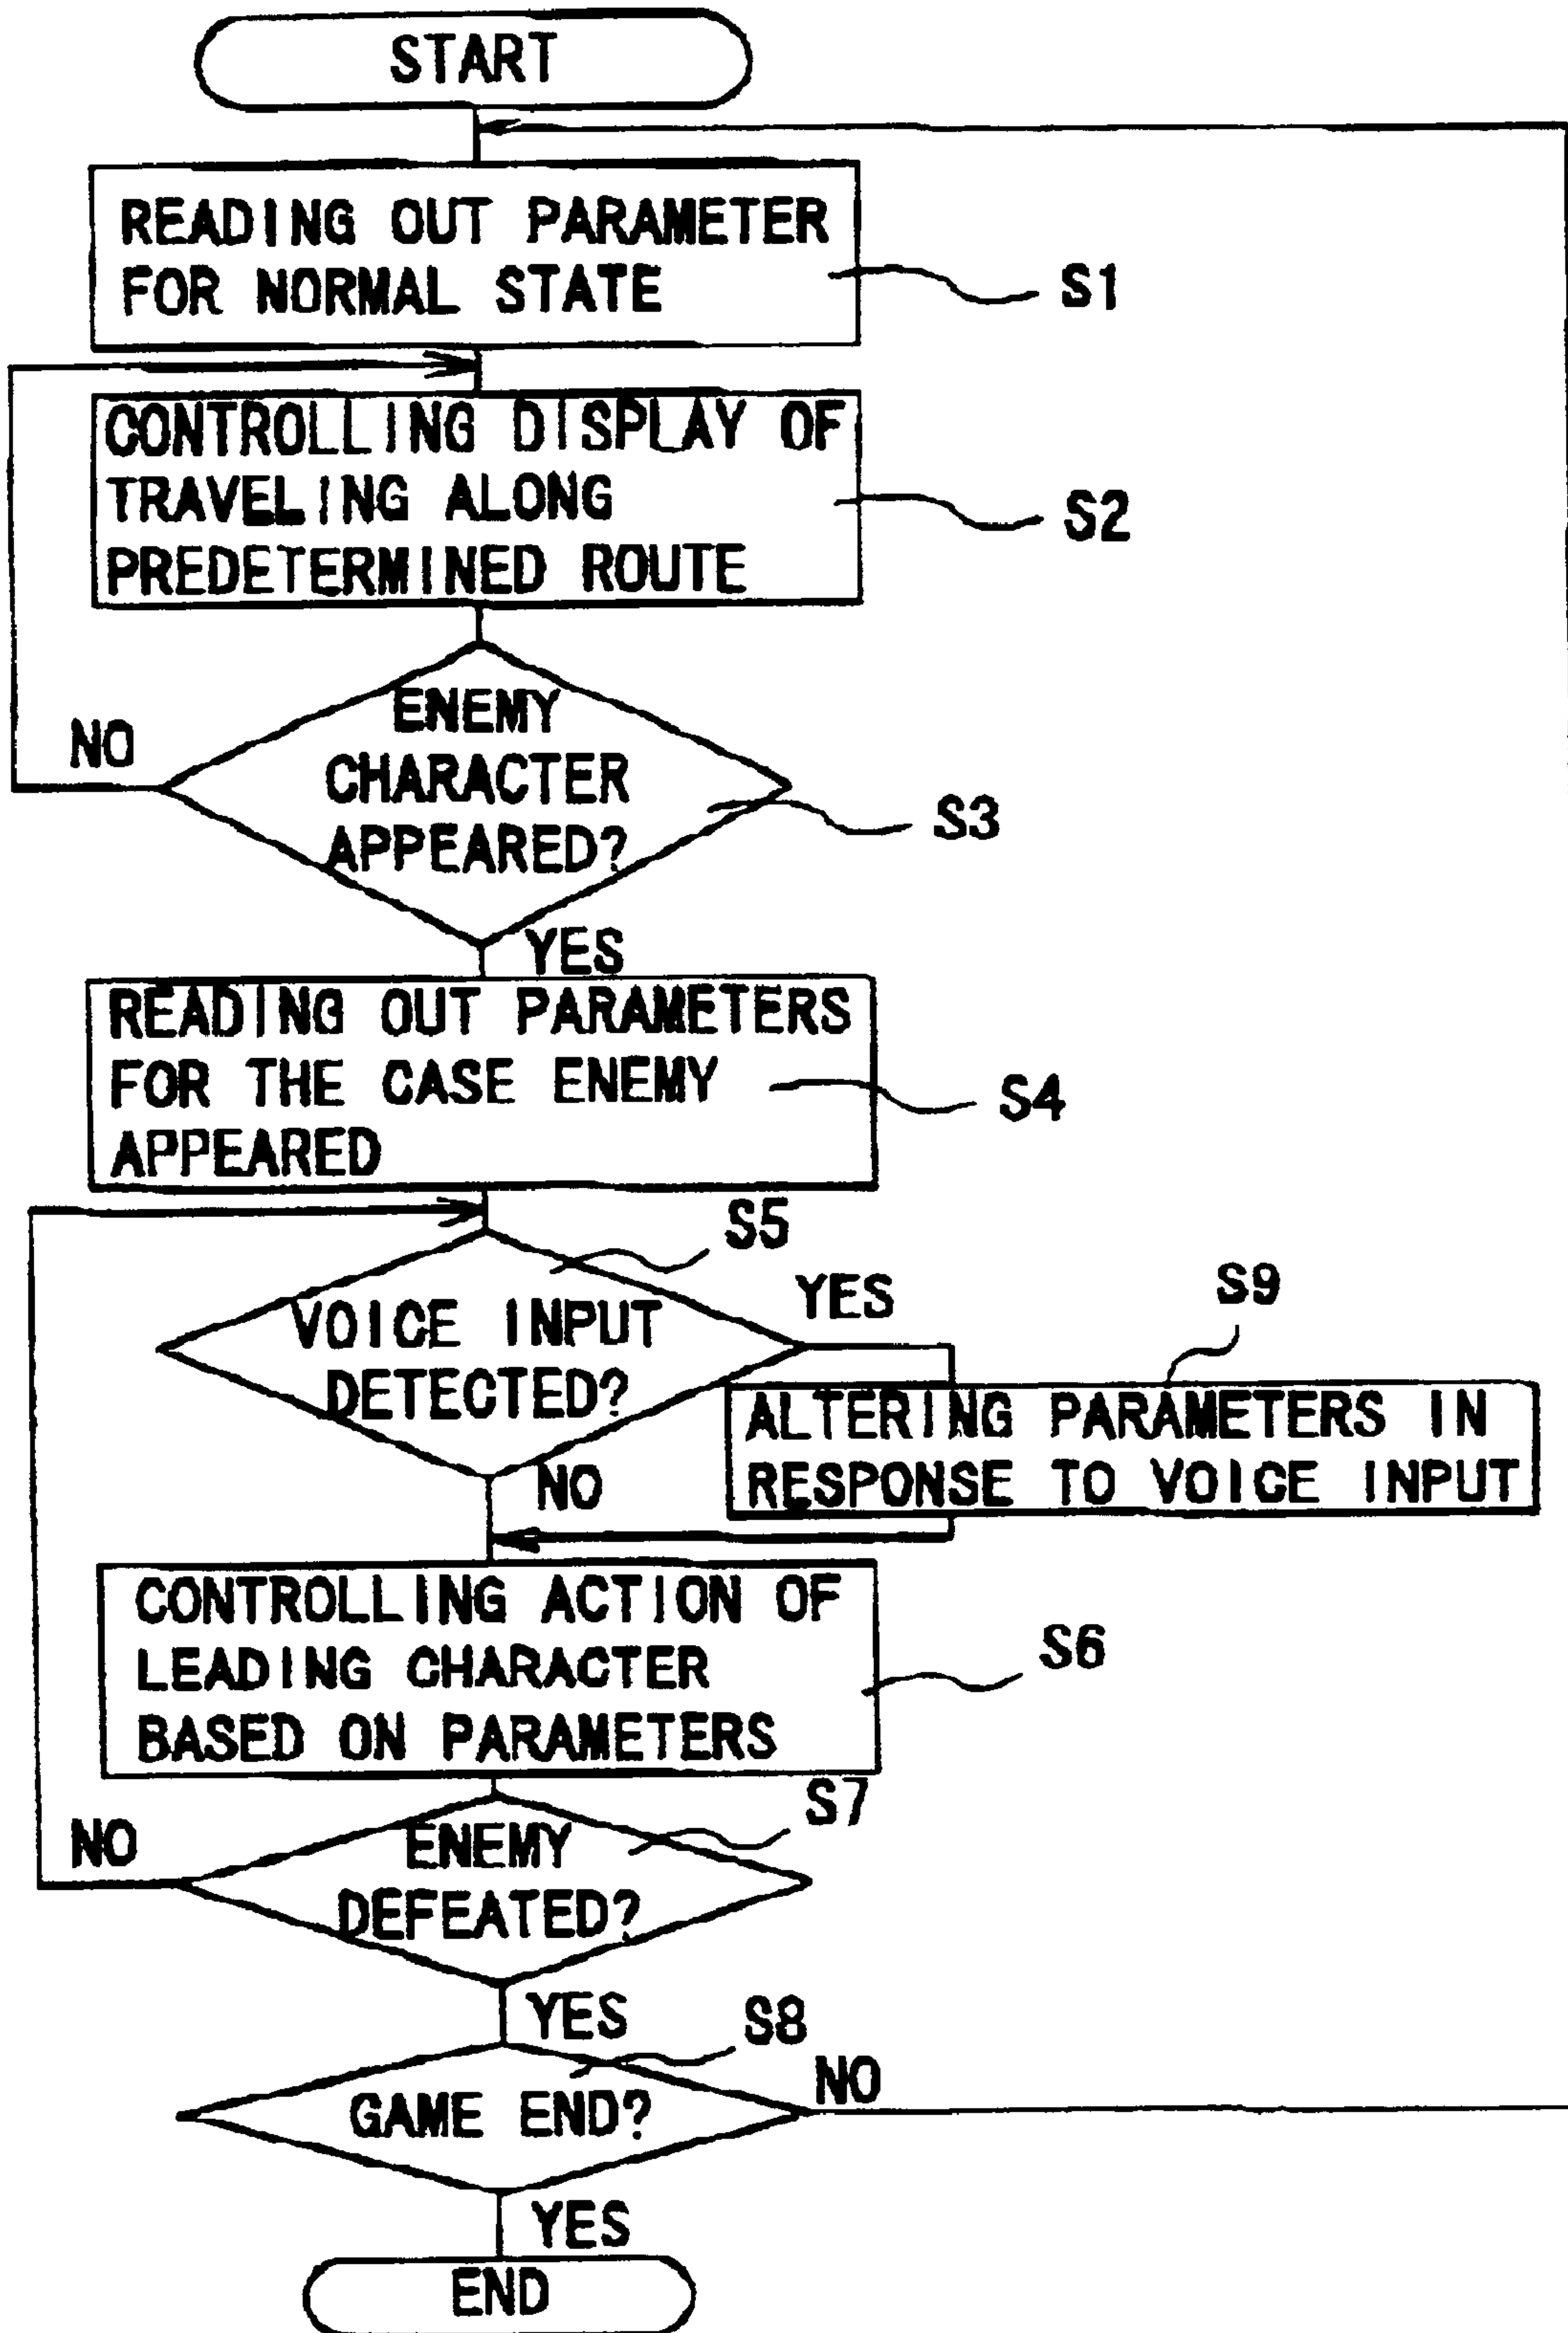 START
READING OUT PARAMETER
FOR NORMAL STATE
S1
CONTROLLING DISPLAY OF
TRAVELING ALONG
PREDETERMINED ROUTE
S2
ENEMY
CHARACTER
APPEARED?
NO
S3
YES
READING OUT PARAMETERS
FOR THE CASE ENEMY
APPEARED
S4
S5
VOICE INPUT
DETECTED?
YES
S9
ALTERING PARAMETERS IN
RESPONSE TO VOICE INPUT
NO
CONTROLLING ACTION OF
LEADING CHARACTER
BASED ON PARAMETERS
S6
S7
NO
ENEMY
DEFEATED?
YES
S8
GAME END?
NO
YES
END